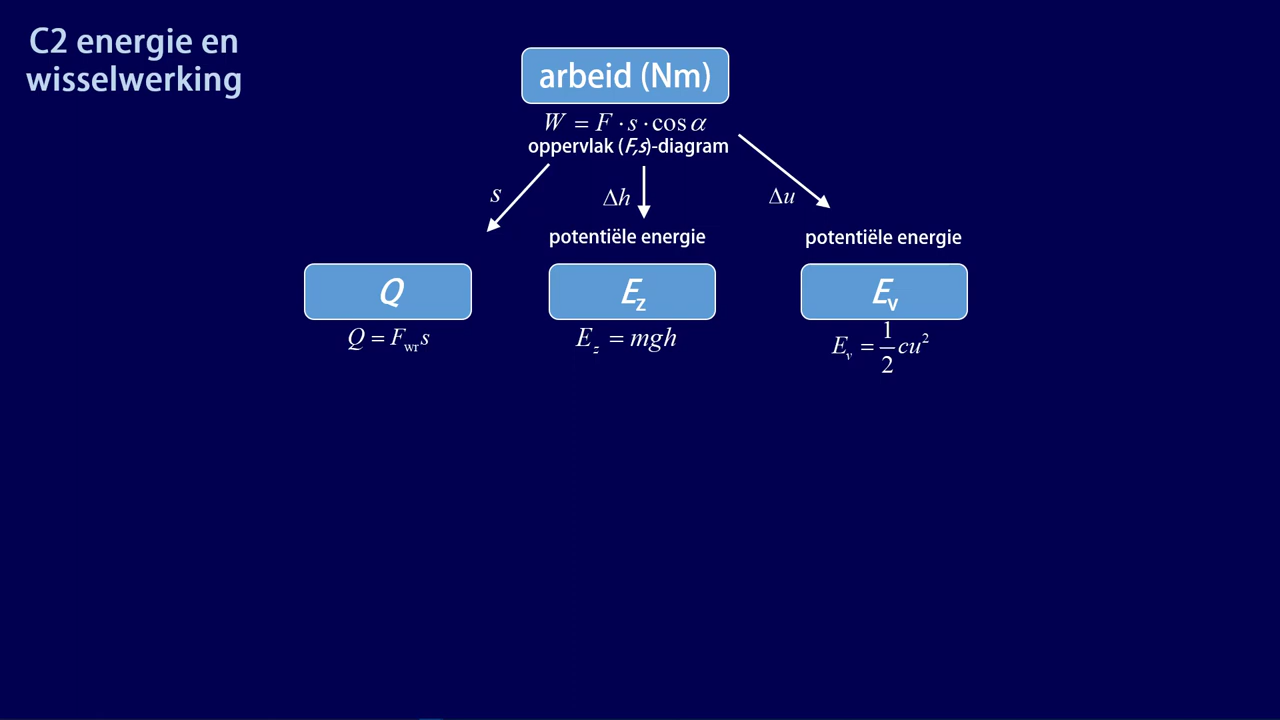 C2 energie en
wisselwerking
arbeid (Nm)
W = F · s · cos α
oppervlak (F,s)-diagram
s
Δh
Δu
potentiële energie
potentiële energie
Q
E_z
E_v
Q = F_wr s
E_z = mgh
E_v = 1/2 cu²